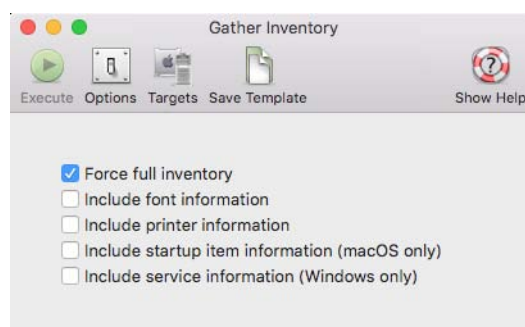 Gather Inventory
Execute Options Targets Save Template Show Help
Force full inventory
Include font information
Include printer information
Include startup item information (macOS only)
Include service information (Windows only)